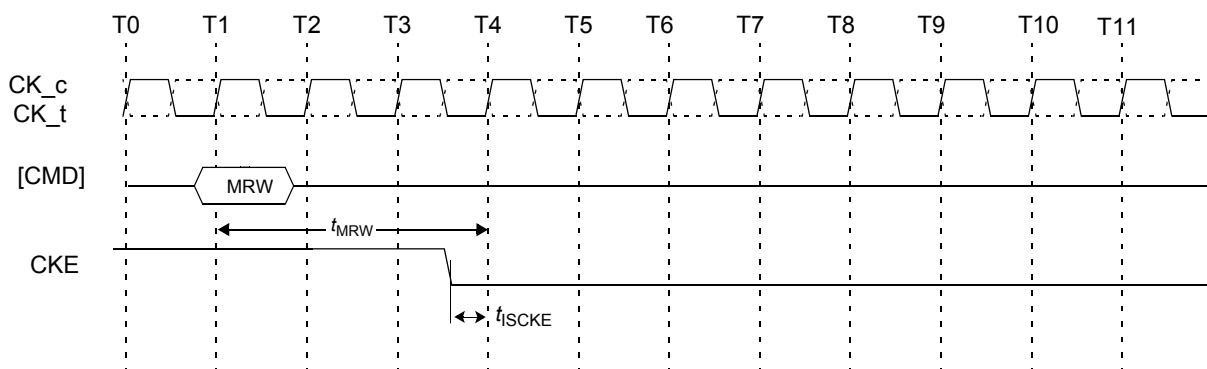 T0 T1 T2 T3 T4 T5 T6 T7 T8 T9 T10 T11
CK_c
CK_t
[CMD] MRW
tMRW
CKE
tISCKE